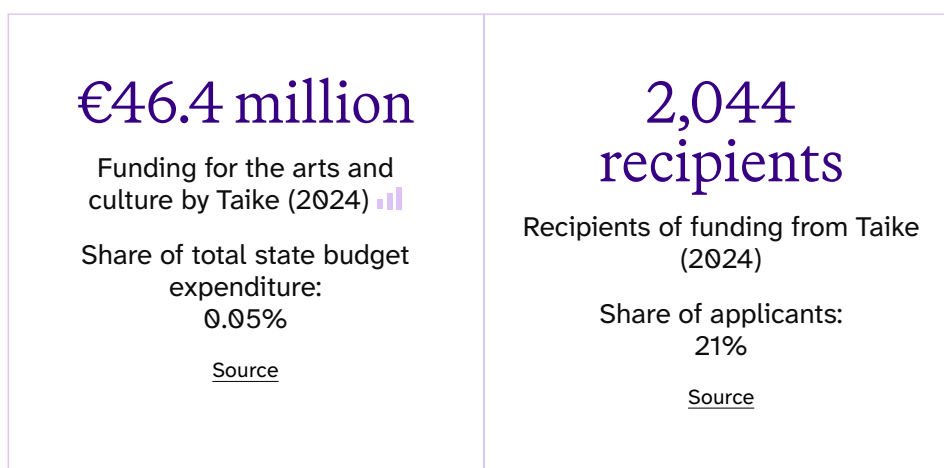 €46.4 million
Funding for the arts and
culture by Taike (2024)
Share of total state budget
expenditure:
0.05%
Source
2,044
recipients
Recipients of funding from Taike
(2024)
Share of applicants:
21%
Source